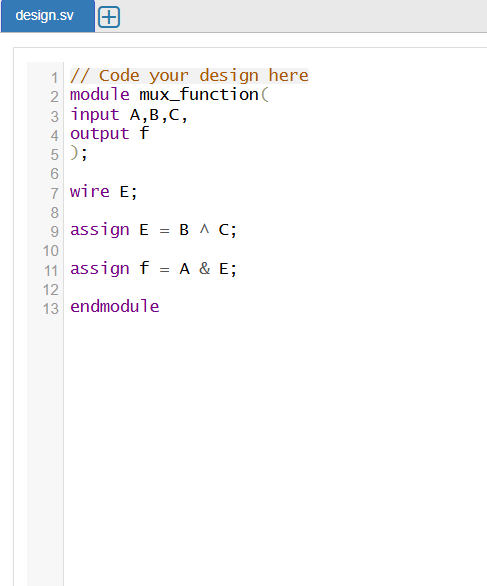 design.sv
1 // Code your design here
2 module mux_function(
3 input A,B,C,
4 output f
5 );
6
7 wire E;
8
9 assign E = B ^ C;
10
11 assign f = A & E;
12
13 endmodule